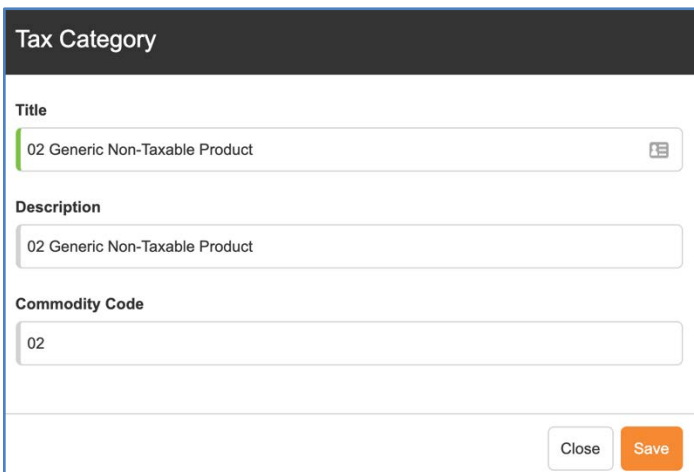 Tax Category
Title
02 Generic Non-Taxable Product
Description
02 Generic Non-Taxable Product
Commodity Code
02
Close Save